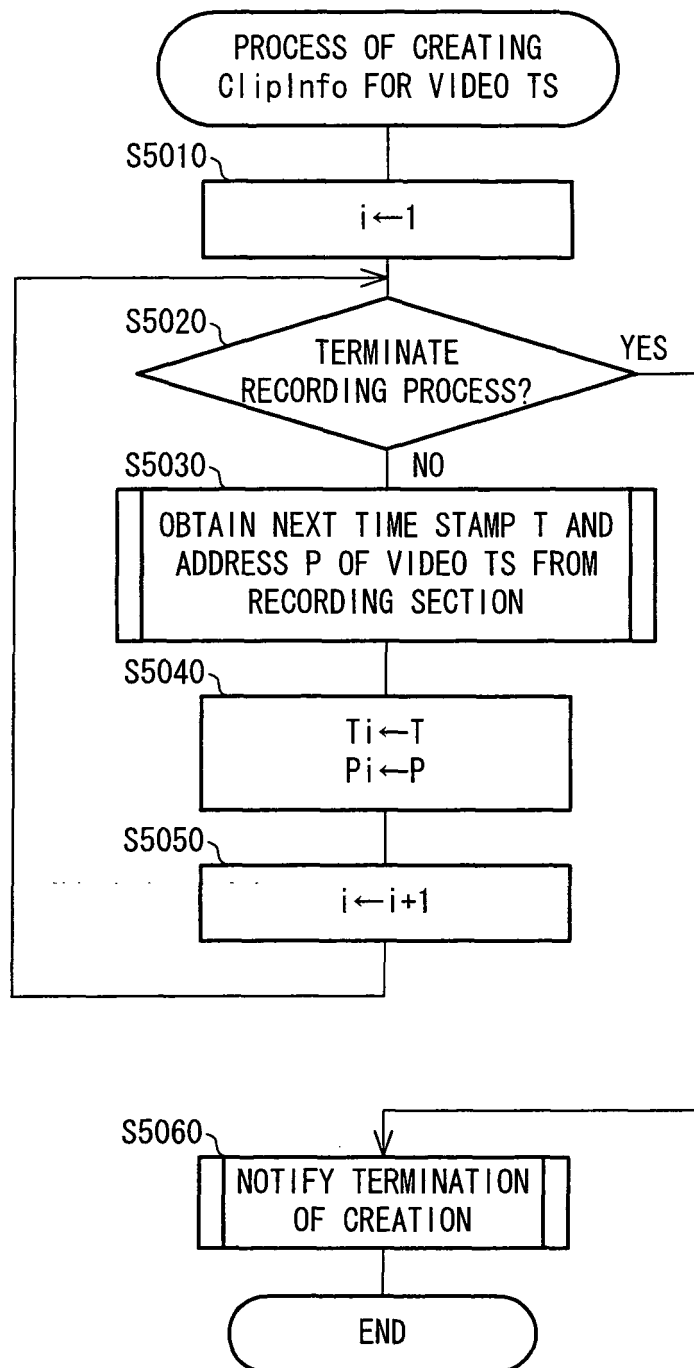 PROCESS OF CREATING
ClipInfo FOR VIDEO TS
S5010
i←1
S5020
TERMINATE
RECORDING PROCESS?
YES
NO
S5030
OBTAIN NEXT TIME STAMP T AND
ADDRESS P OF VIDEO TS FROM
RECORDING SECTION
S5040
Ti←T
Pi←P
S5050
i←i+1
S5060
NOTIFY TERMINATION
OF CREATION
END